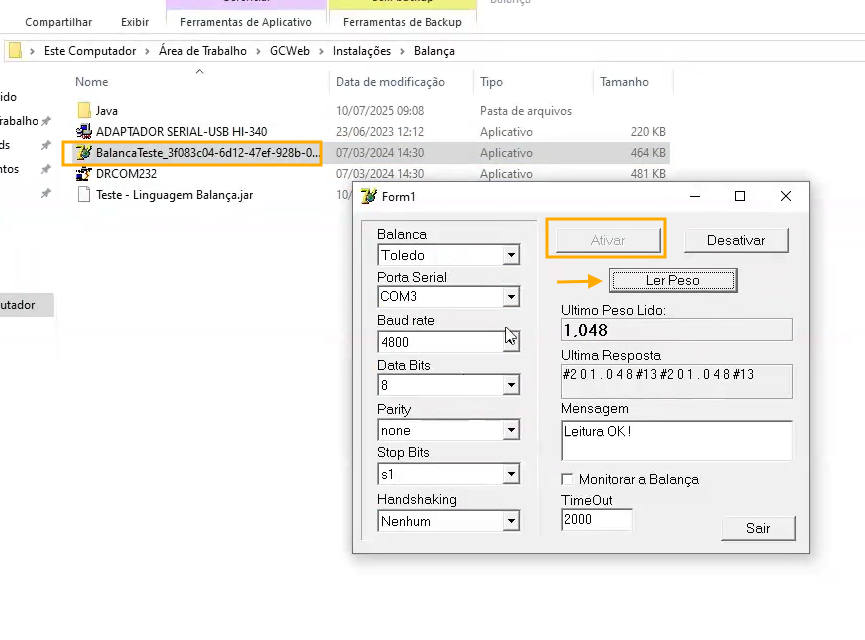 Compartilhar Exibir Ferramentas de Aplicativo Ferramentas de Backup
Este Computador > Área de Trabalho > GCWeb > Instalações > Balança
Nome Data de modificação Tipo Tamanho
Java 10/07/2025 09:08 Pasta de arquivos
ADAPTADOR SERIAL-USB HI-340 23/06/2023 12:12 Aplicativo 220 KB
BalancaTeste_3f083c04-6d12-47ef-928b-0... 07/03/2024 14:30 Aplicativo 464 KB
DRCOM232 07/03/2024 14:30 Aplicativo 481 KB
Teste - Linguagem Balança.jar 10/
Form1
Balanca
Toledo
Porta Serial
COM3
Baud rate
4800
Data Bits
8
Parity
none
Stop Bits
s1
Handshaking
Nenhum
Ativar Desativar
Ler Peso
Ultimo Peso Lido:
1,048
Ultima Resposta
#2 0 1 . 0 4 8 #13 #2 0 1 . 0 4 8 #13
Mensagem
Leitura OK !
Monitorar a Balança
TimeOut
2000
Sair